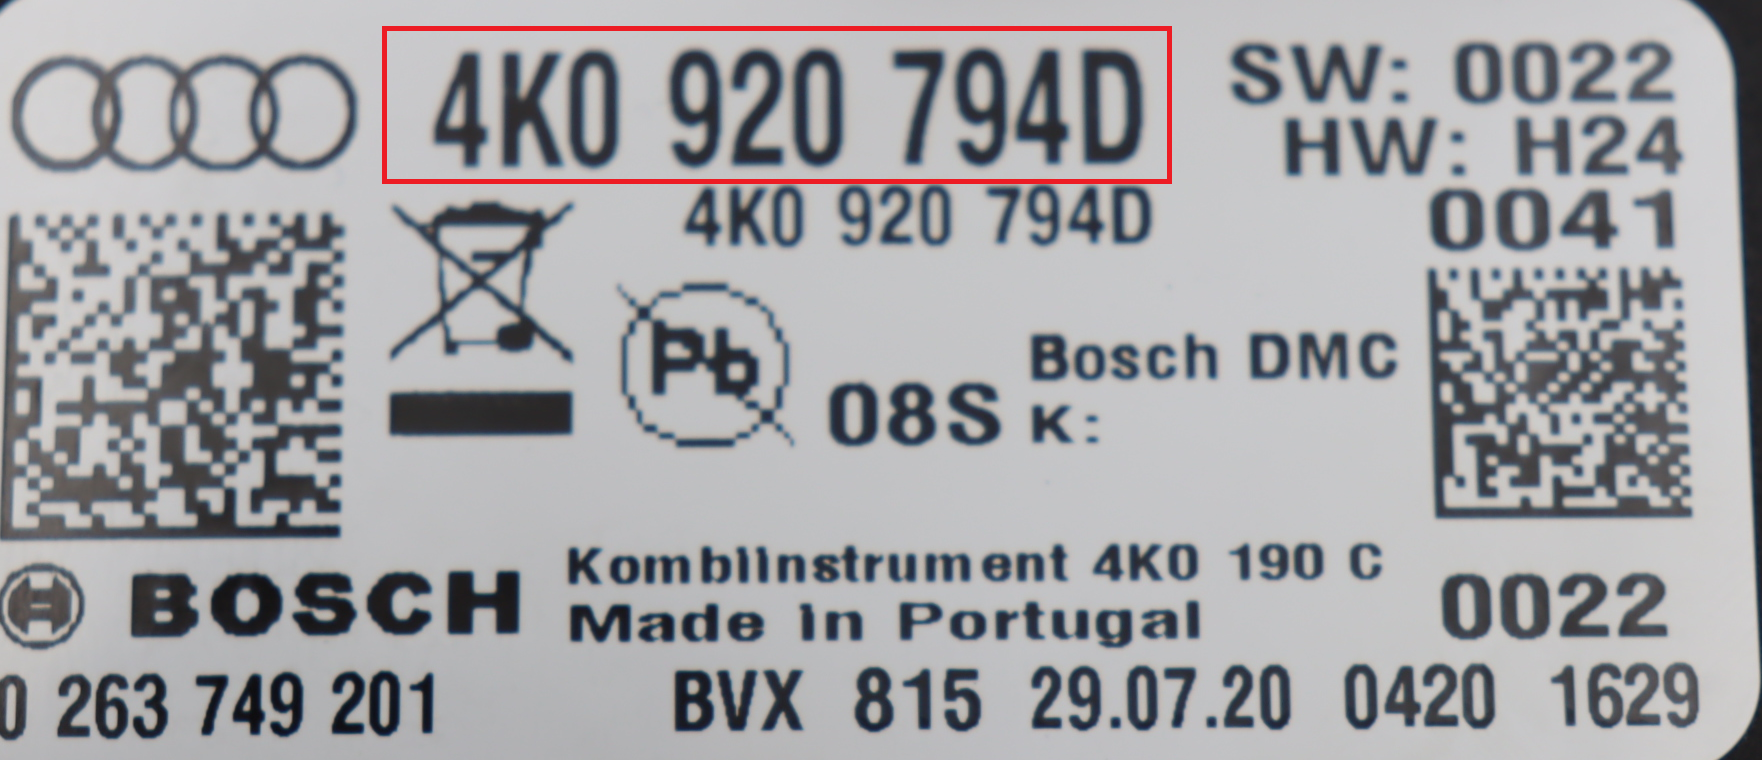 4K0 920 794D
SW: 0022
HW: H24
4K0 920 794D
0041
Pb
08S
Bosch DMC
K:
BOSCH
Kombiinstrument 4K0 190 C
Made in Portugal
0022
0 263 749 201
BVX 815 29.07.20 0420 1629